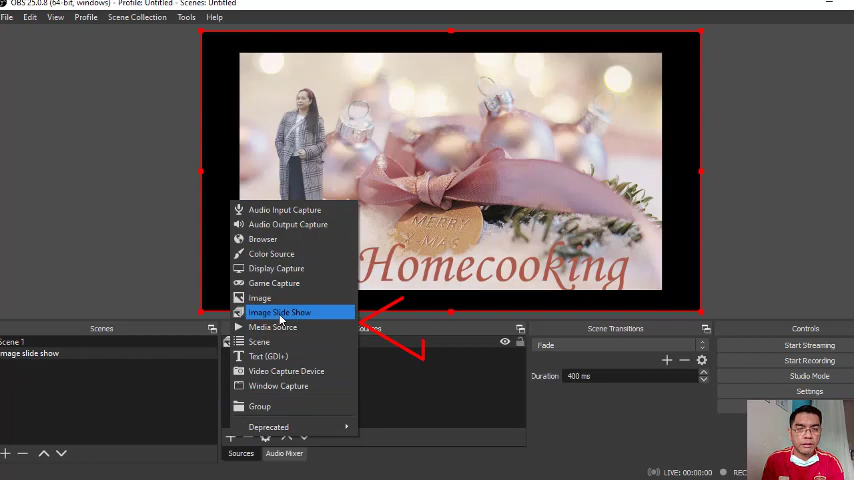 OBS 25.0.8 (64-bit, windows) - Profile: Untitled - Scenes: Untitled
File Edit View Profile Scene Collection Tools Help
MERRY
X-MAS
Homecooking
Audio Input Capture
Audio Output Capture
Browser
Color Source
Display Capture
Game Capture
Image
Image Slide Show
Media Source
Scene
Text (GDI+)
Video Capture Device
Window Capture
Group
Deprecated
Scenes
Scene 1
image slide show
Sources
Sources Audio Mixer
Scene Transitions
Fade
Duration 400 ms
Controls
Start Streaming
Start Recording
Studio Mode
Settings
LIVE: 00:00:00 REC